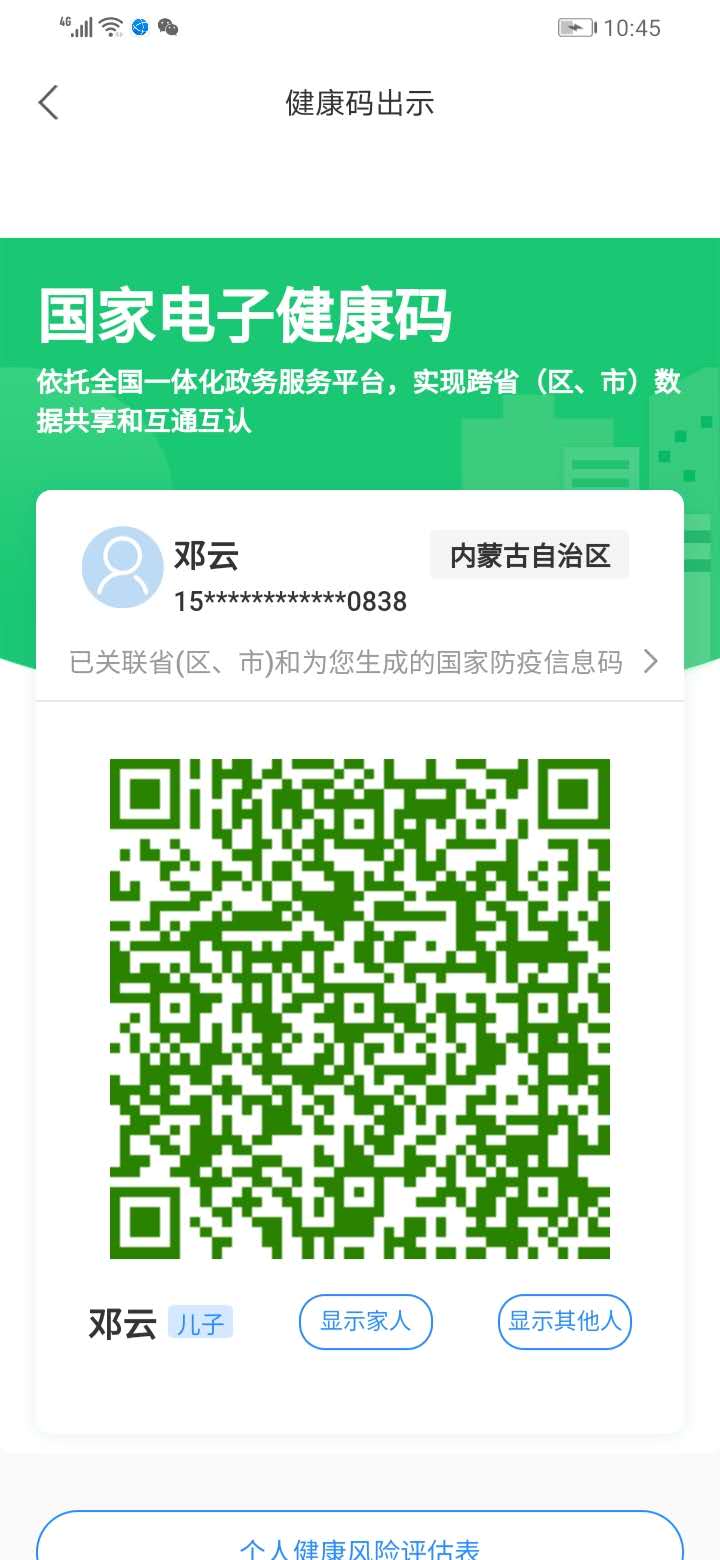 4G
10:45
健康码出示
国家电子健康码
依托全国一体化政务服务平台，实现跨省（区、市）数
据共享和互通互认
邓云
内蒙古自治区
15************0838
已关联省(区、市)和为您生成的国家防疫信息码
邓云 儿子
显示家人
显示其他人
个人健康风险评估表